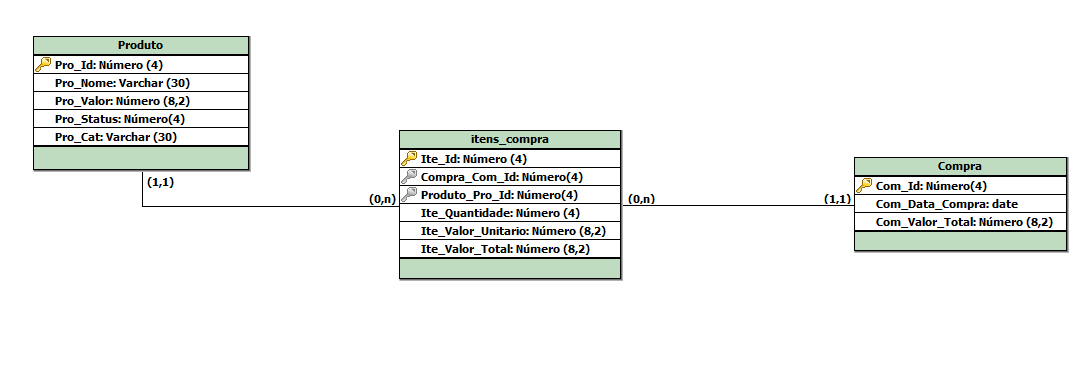 Produto
Pro_Id: Número (4)
Pro_Nome: Varchar (30)
Pro_Valor: Número (8,2)
Pro_Status: Número(4)
Pro_Cat: Varchar (30)
(1,1)
(0,n)
itens_compra
Ite_Id: Número (4)
Compra_Com_Id: Número(4)
Produto_Pro_Id: Número(4)
Ite_Quantidade: Número (4)
Ite_Valor_Unitario: Número (8,2)
Ite_Valor_Total: Número (8,2)
(0,n)
(1,1)
Compra
Com_Id: Número(4)
Com_Data_Compra: date
Com_Valor_Total: Número (8,2)